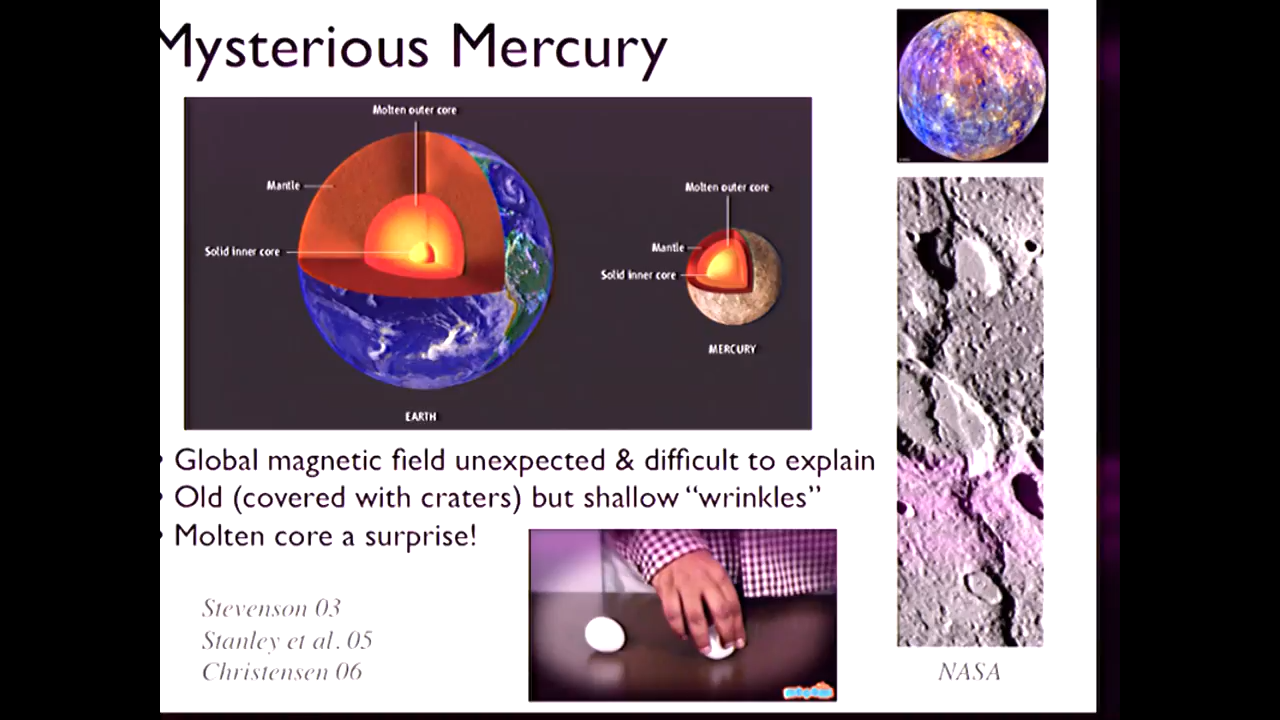 Mysterious Mercury
Molten outer core
Mantle
Solid inner core
EARTH
Molten outer core
Mantle
Solid inner core
MERCURY
• Global magnetic field unexpected & difficult to explain
• Old (covered with craters) but shallow “wrinkles”
• Molten core a surprise!
Stevenson 03
Stanley et al. 05
Christensen 06
NASA